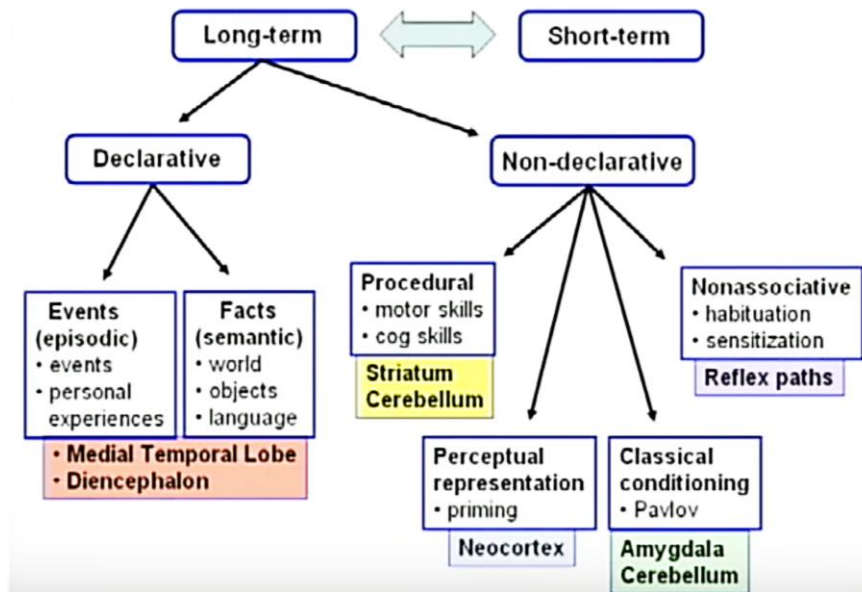 Long-term
Short-term
Declarative
Non-declarative
Events
(episodic)
• events
• personal
experiences
Facts
(semantic)
• world
• objects
• language
• Medial Temporal Lobe
• Diencephalon
Procedural
• motor skills
• cog skills
Striatum
Cerebellum
Nonassociative
• habituation
• sensitization
Reflex paths
Perceptual
representation
• priming
Neocortex
Classical
conditioning
• Pavlov
Amygdala
Cerebellum